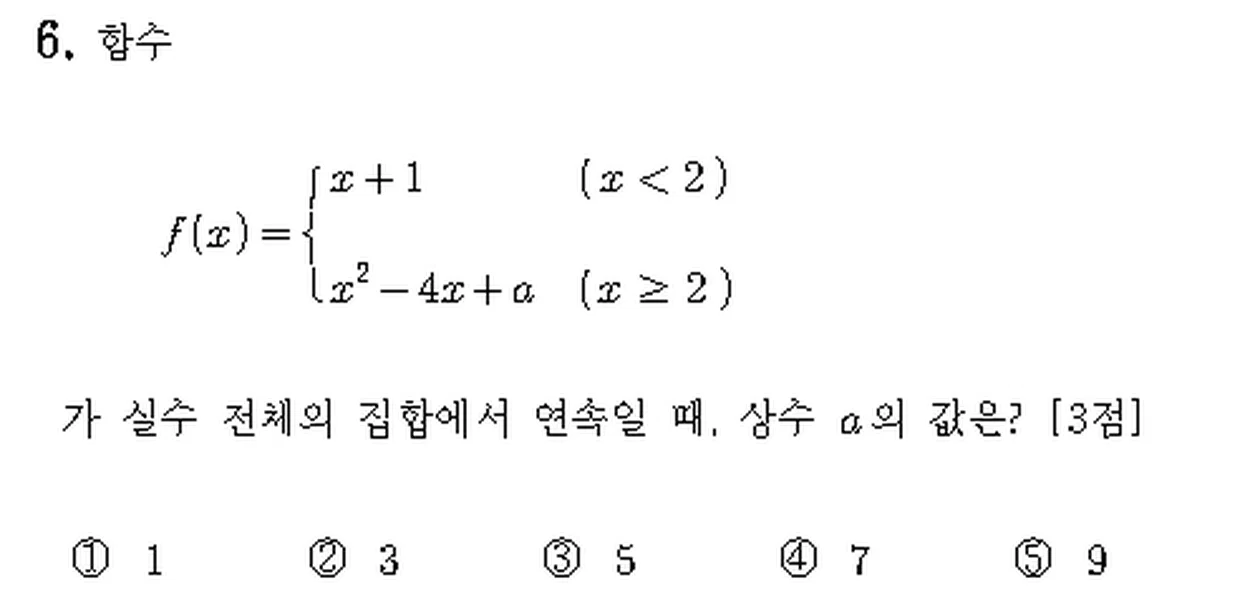 6. 함수
f(x) = { x + 1 (x < 2)
x² − 4x + a (x ≥ 2)
가 실수 전체의 집합에서 연속일 때, 상수 a의 값은? [3점]
① 1 ② 3 ③ 5 ④ 7 ⑤ 9